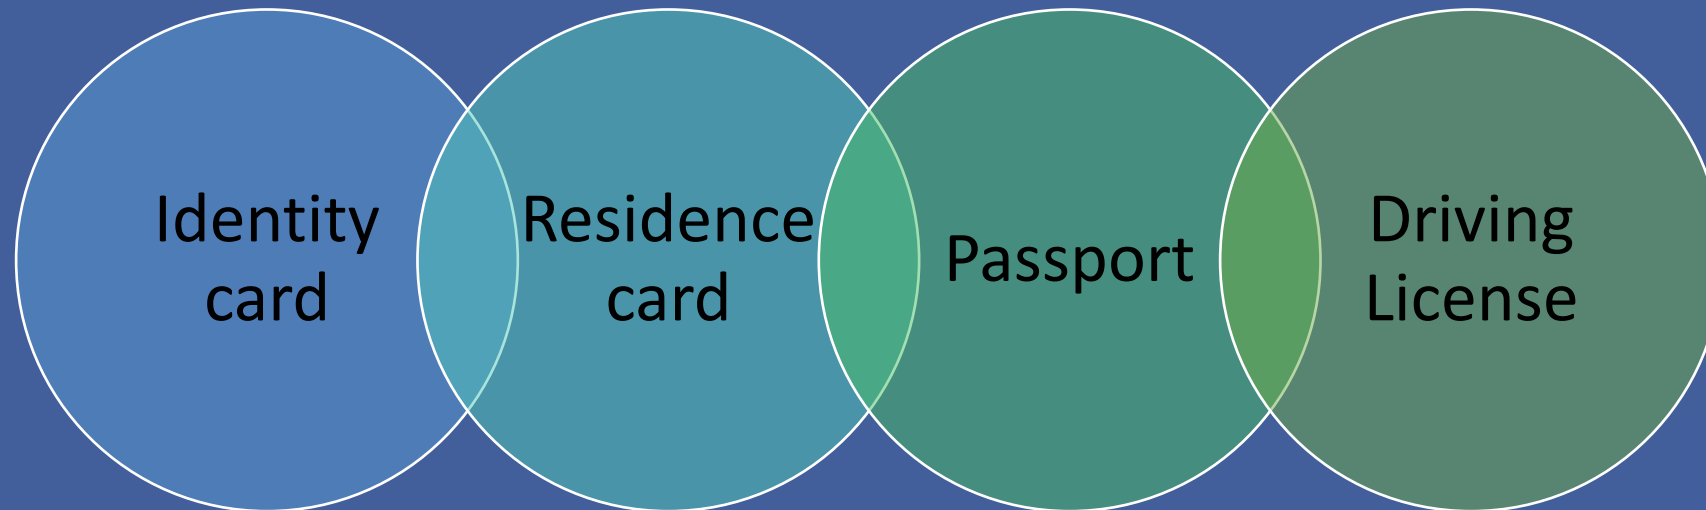 Identity
card
Residence
card
Passport
Driving
License